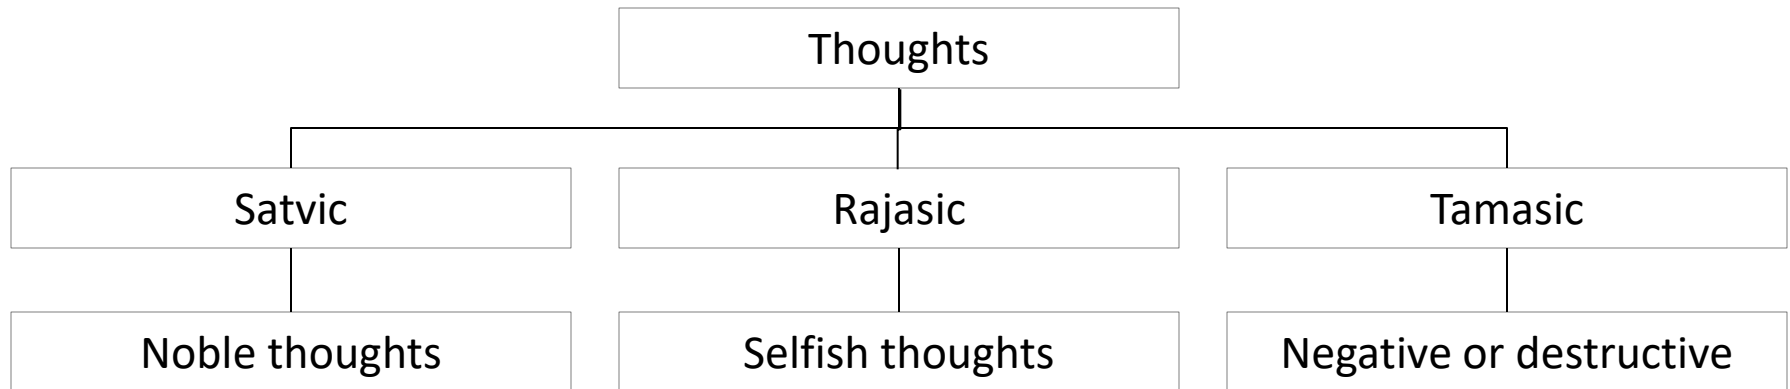 Thoughts
Satvic
Rajasic
Tamasic
Noble thoughts
Selfish thoughts
Negative or destructive